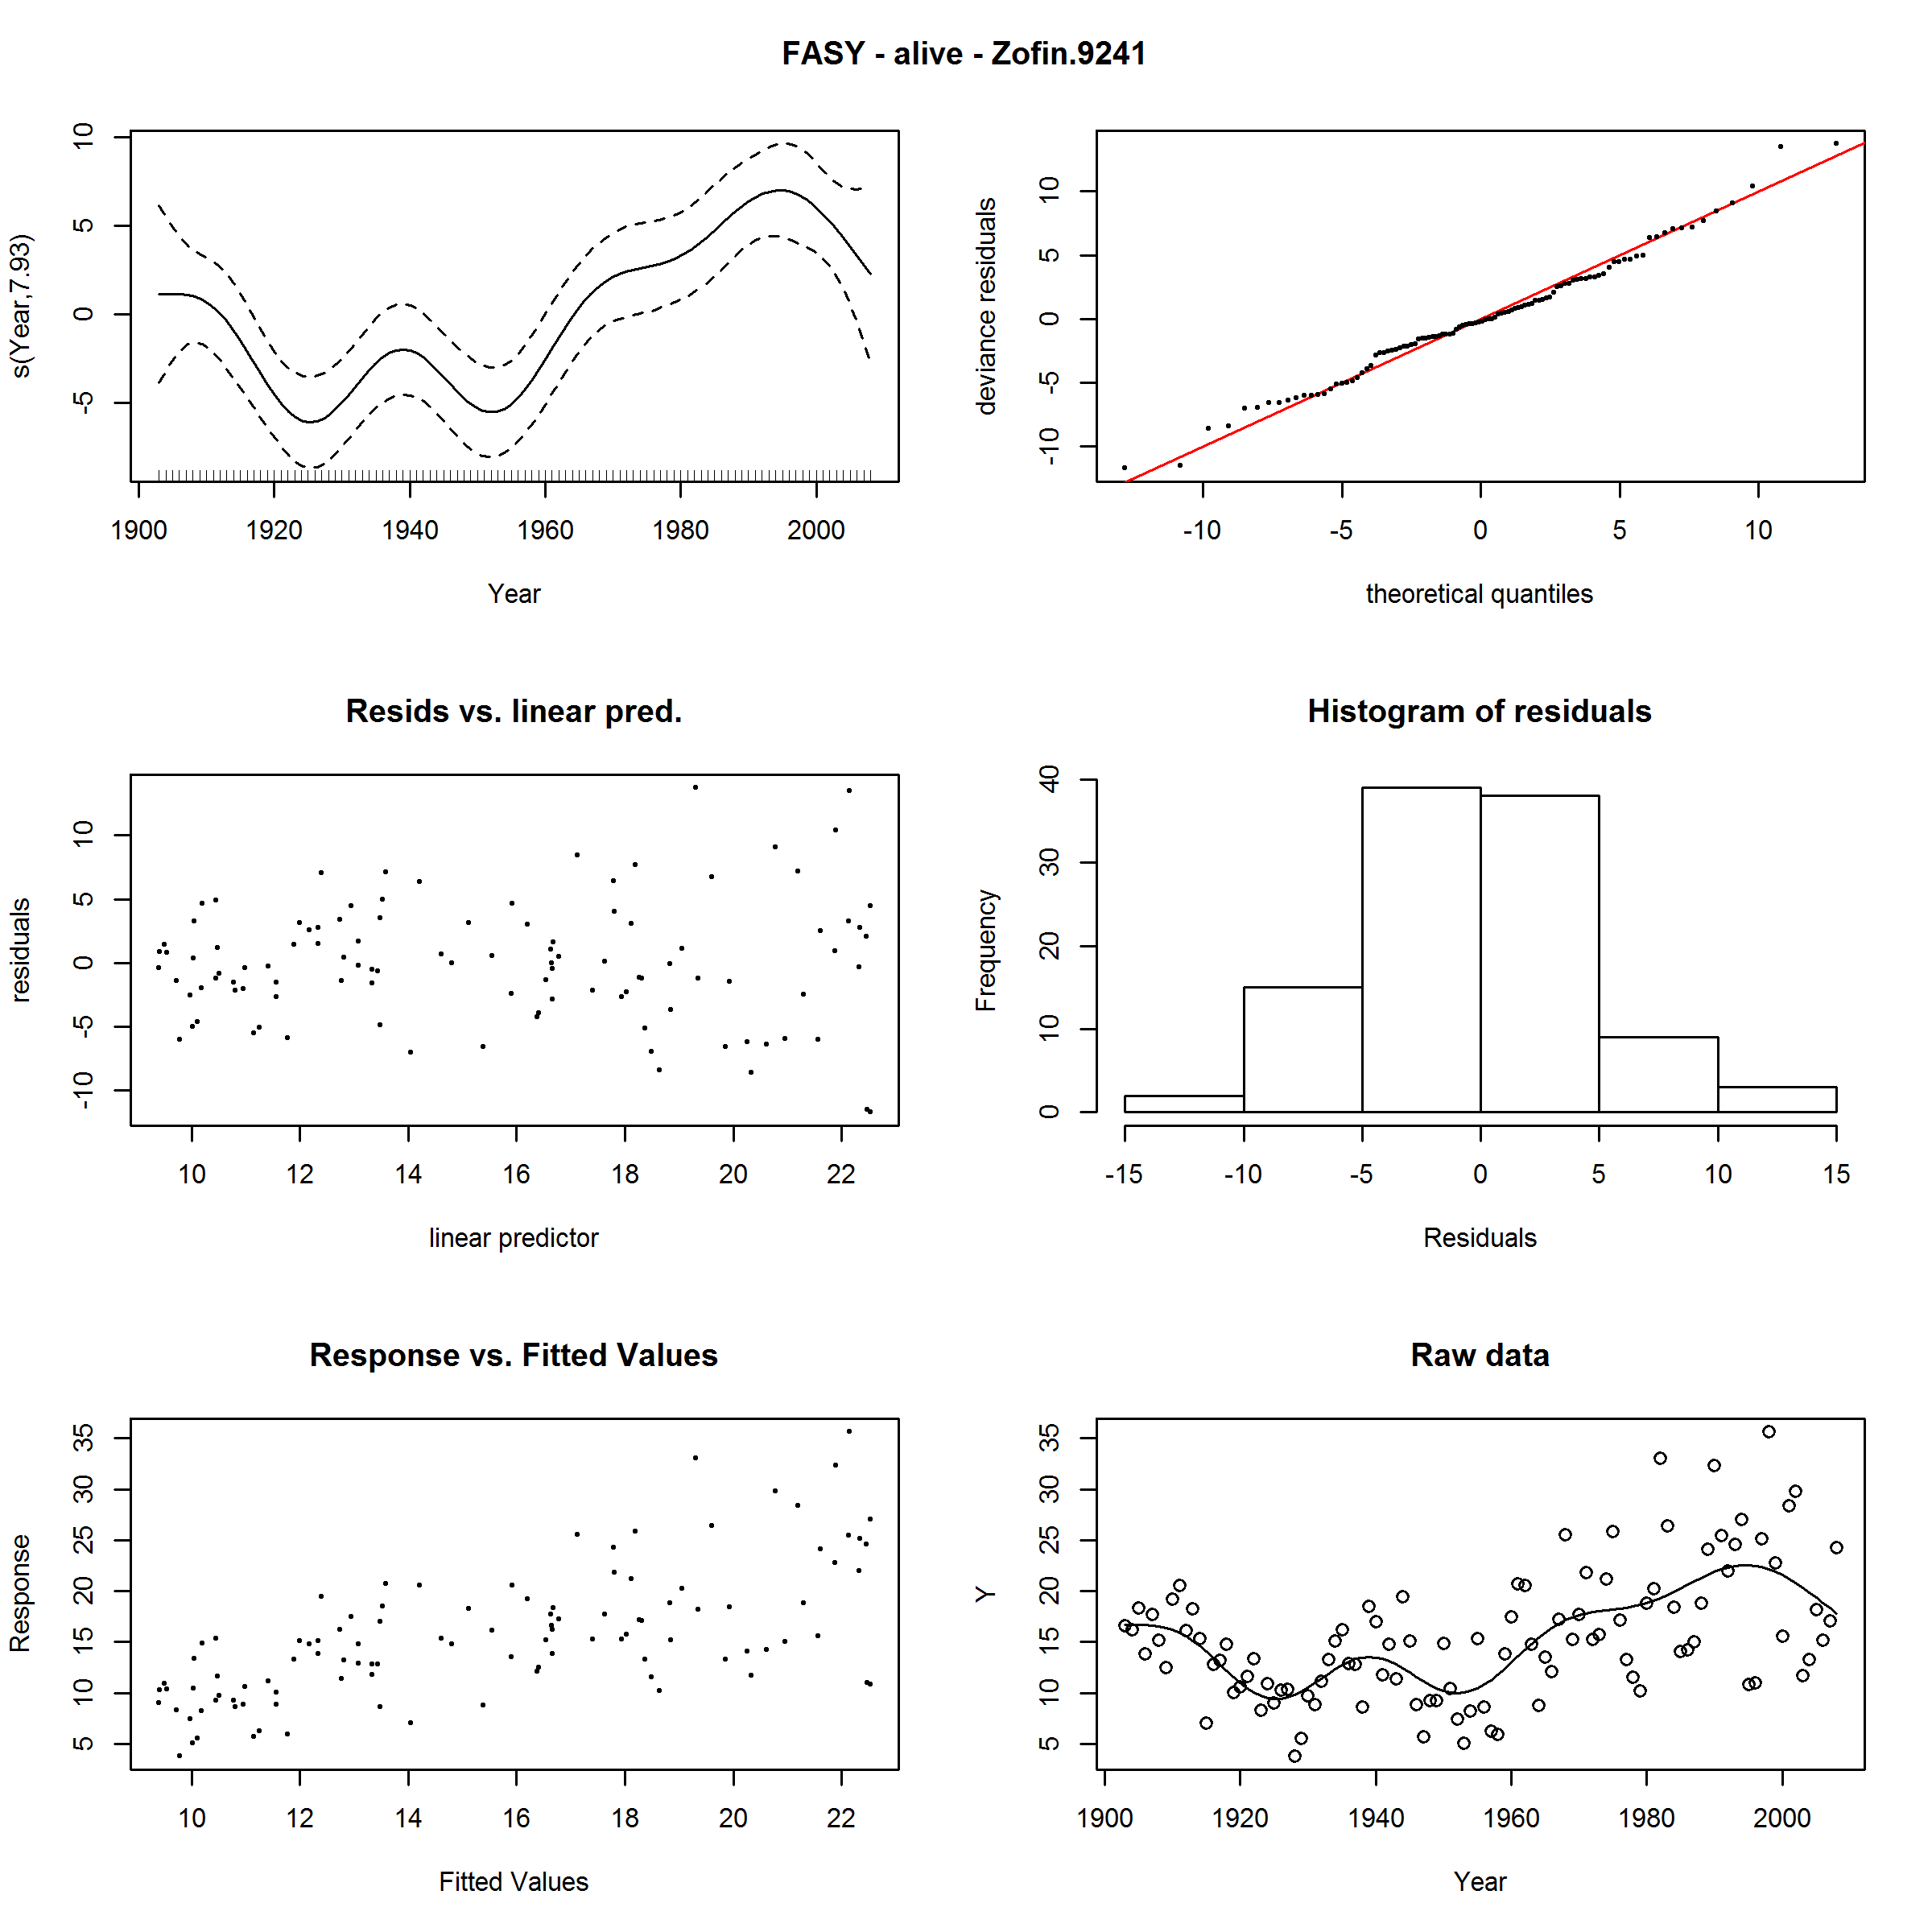 FASY - alive - Zofin.9241
s(Year,7.93)
-5 0 5 10
1900 1920 1940 1960 1980 2000
Year
deviance residuals
-10 -5 0 5 10
-10 -5 0 5 10
theoretical quantiles
Resids vs. linear pred.
residuals
-10 -5 0 5 10
10 12 14 16 18 20 22
linear predictor
Histogram of residuals
Frequency
0 10 20 30 40
-15 -10 -5 0 5 10 15
Residuals
Response vs. Fitted Values
Response
5 10 15 20 25 30 35
10 12 14 16 18 20 22
Fitted Values
Raw data
Y
5 10 15 20 25 30 35
1900 1920 1940 1960 1980 2000
Year